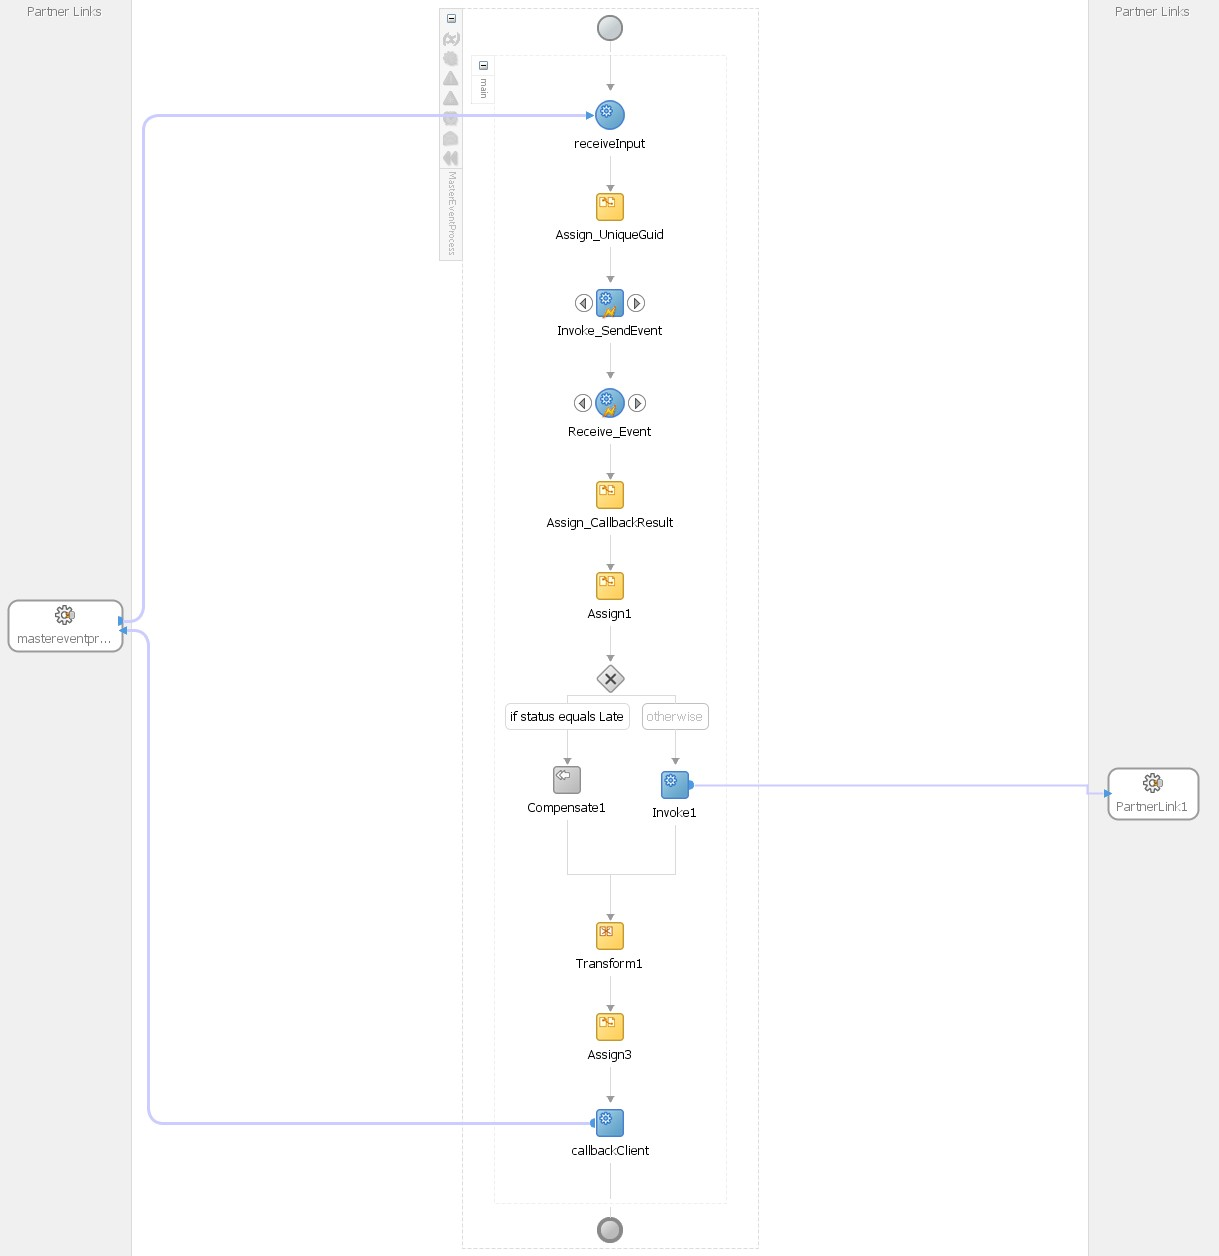 Partner Links
Partner Links
main
receiveInput
MasterEventProcess
Assign_UniqueGuid
Invoke_SendEvent
Receive_Event
Assign_CallbackResult
Assign1
mastereventpr...
if status equals Late
otherwise
Compensate1
Invoke1
PartnerLink1
Transform1
Assign3
callbackClient